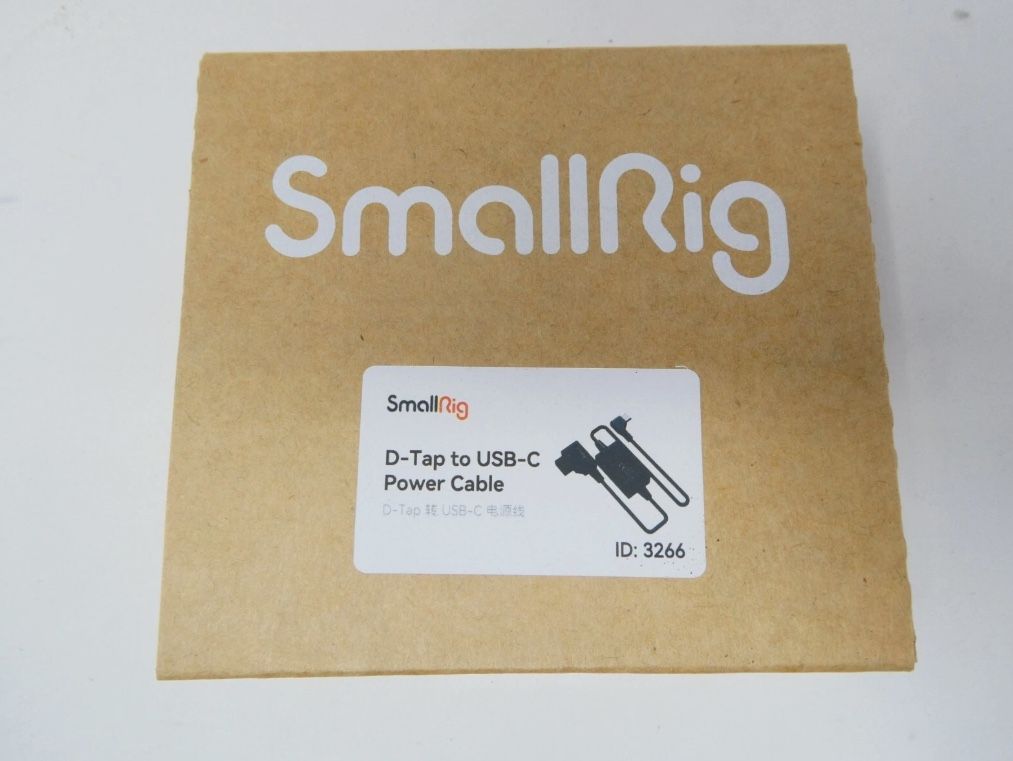 SmallRig
SmallRig
D-Tap to USB-C
Power Cable
D-Tap 转 USB-C 电源线
ID: 3266